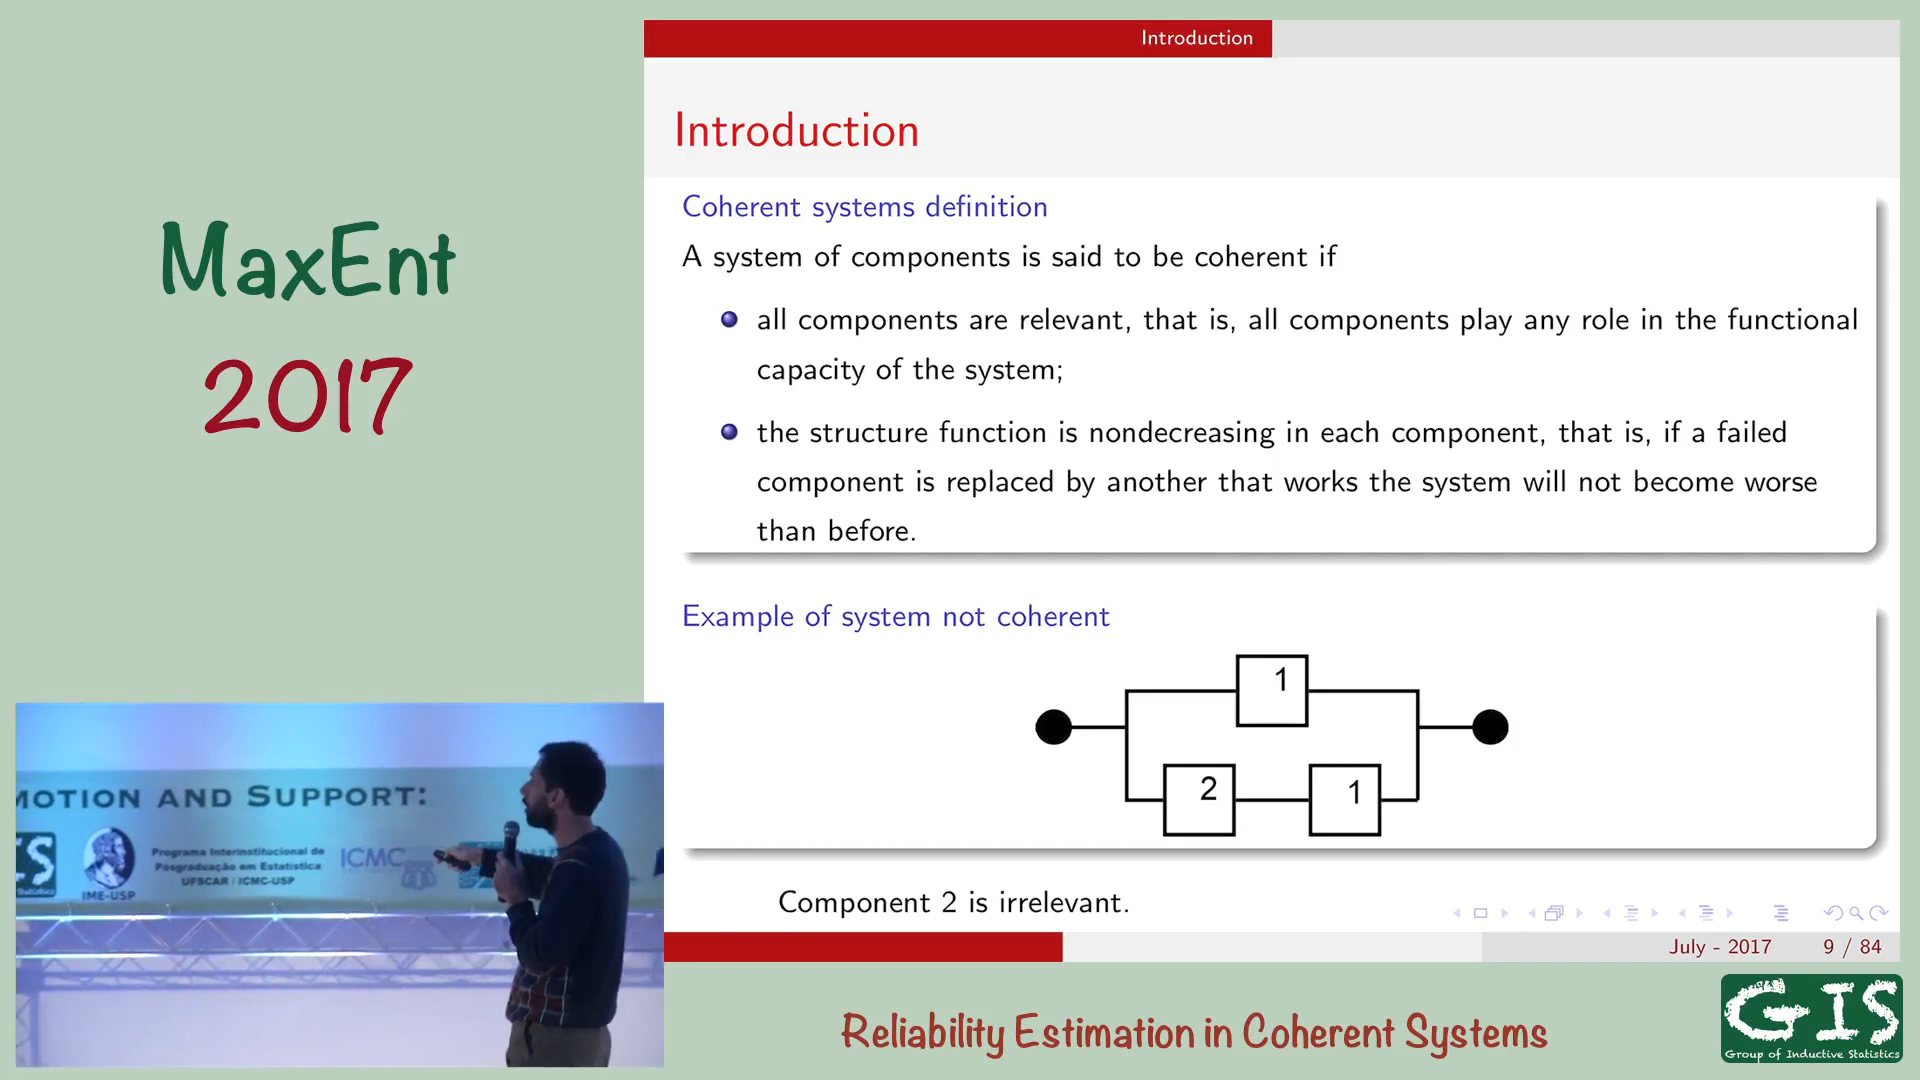 MaxEnt
2017
Introduction
Introduction
Coherent systems definition
A system of components is said to be coherent if
all components are relevant, that is, all components play any role in the functional
capacity of the system;
the structure function is nondecreasing in each component, that is, if a failed
component is replaced by another that works the system will not become worse
than before.
Example of system not coherent
1
2
1
Component 2 is irrelevant.
July - 2017 9 / 84
MOTION AND SUPPORT:
IME-USP
Programa Interinstitucional de
Pósgraduação em Estatística
UFSCAR / ICMC-USP
ICMC
Reliability Estimation in Coherent Systems
GIS
Group of Inductive Statistics